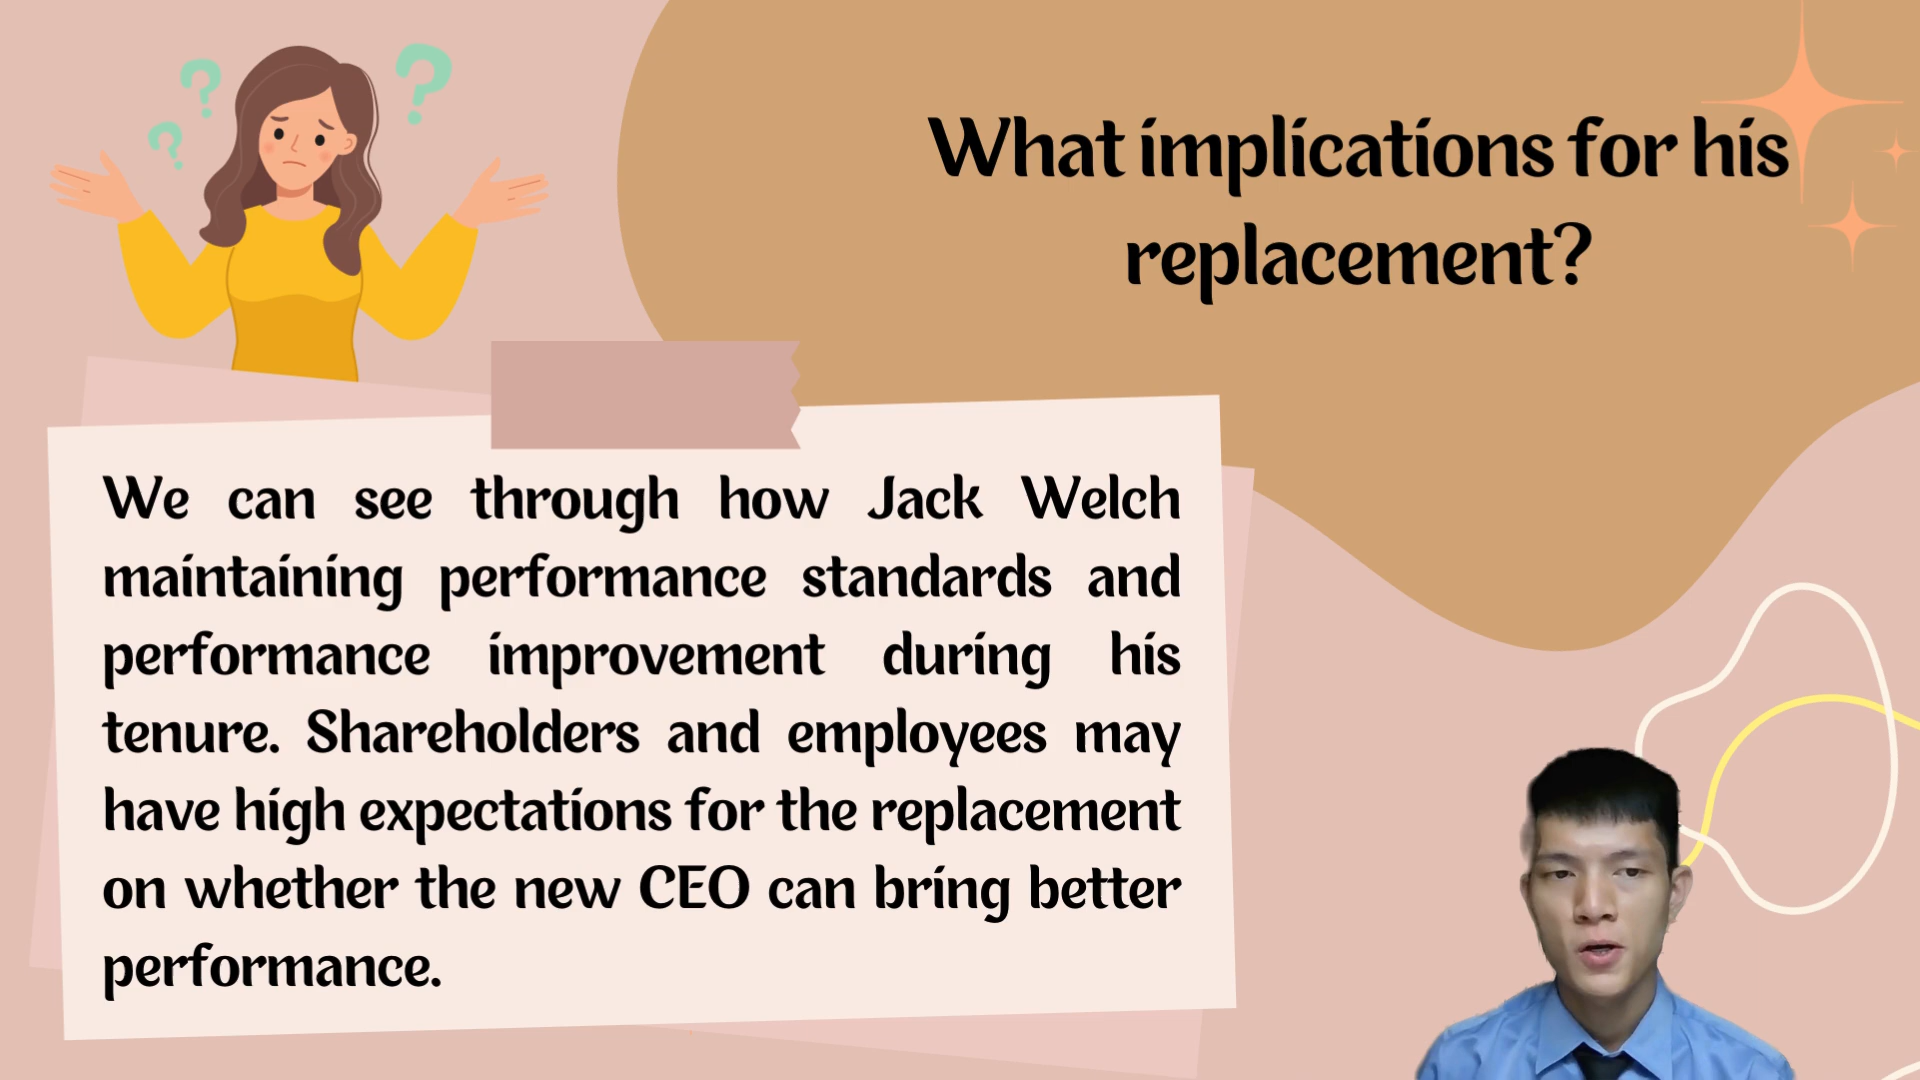 What implications for his
replacement?
We can see through how Jack Welch
maintaining performance standards and
performance improvement during his
tenure. Shareholders and employees may
have high expectations for the replacement
on whether the new CEO can bring better
performance.